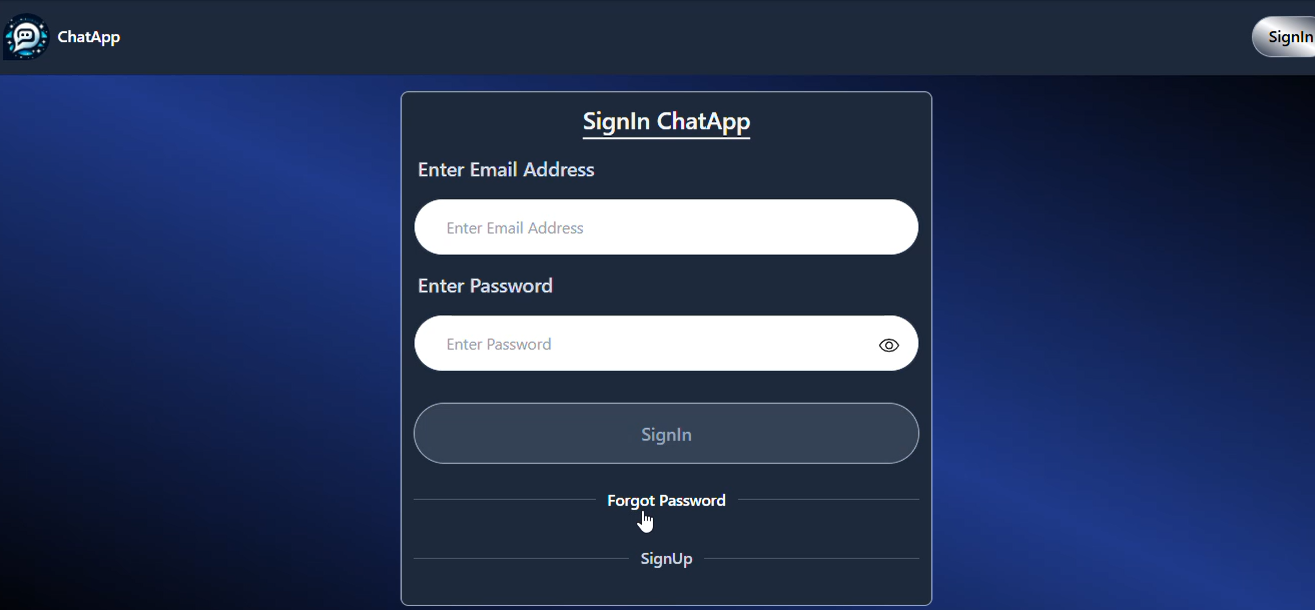 ChatApp
SignIn
SignIn ChatApp
Enter Email Address
Enter Email Address
Enter Password
Enter Password
SignIn
Forgot Password
SignUp